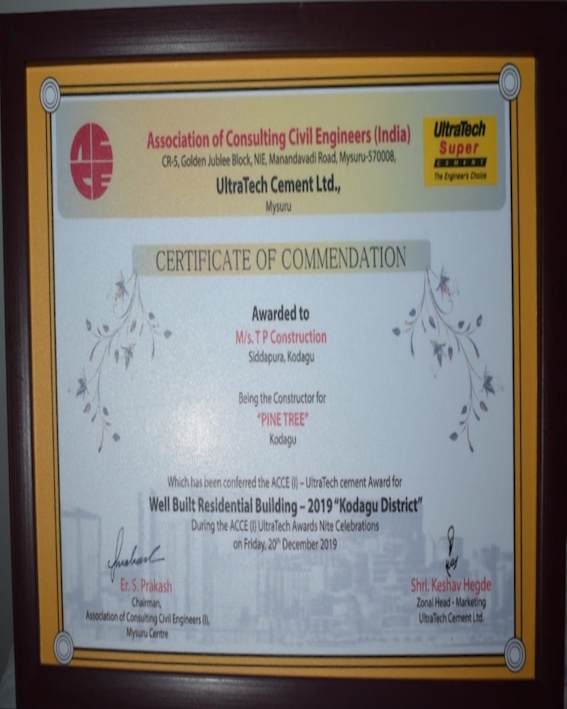 ACCE
Association of Consulting Civil Engineers (India)
CR-5, Golden Jublee Block, NIE, Manandavadi Road, Mysuru-570008,
UltraTech Cement Ltd.,
Mysuru
UltraTech
Super
CEMENT
The Engineer's Choice
CERTIFICATE OF COMMENDATION
Awarded to
M/s. T P Construction
Siddapura, Kodagu
Being the Constructor for
"PINE TREE"
Kodagu
Which has been conferred the ACCE (I) – UltraTech cement Award for
Well Built Residential Building – 2019 "Kodagu District"
During the ACCE (I) UltraTech Awards Nite Celebrations
on Friday, 20th December 2019
Er. S. Prakash
Chairman,
Association of Consulting Civil Engineers (I),
Mysuru Centre
Shri. Keshav Hegde
Zonal Head - Marketing
UltraTech Cement Ltd.